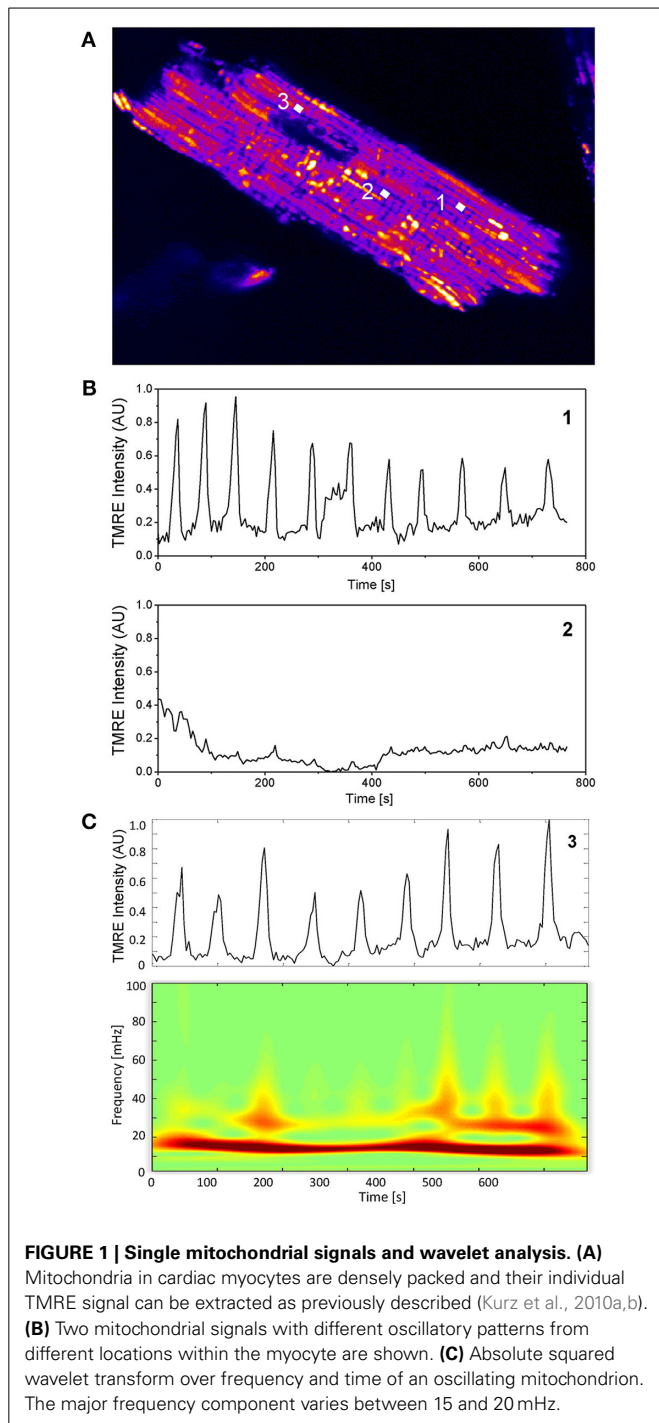 A
3
2
1
B
1.0
0.8
0.6
0.4
0.2
0.0
TMRE Intensity (AU)
1
0
200
400
600
800
Time [s]
1.0
0.8
0.6
0.4
0.2
0.0
TMRE Intensity (AU)
2
0
200
400
600
800
Time [s]
C
1.0
0.8
0.6
0.4
0.2
0
TMRE Intensity (AU)
3
100
80
60
40
20
0
Frequency [mHz]
0
100
200
300
400
500
600
Time [s]
FIGURE 1 | Single mitochondrial signals and wavelet analysis. (A)
Mitochondria in cardiac myocytes are densely packed and their individual
TMRE signal can be extracted as previously described (Kurz et al., 2010a,b).
(B) Two mitochondrial signals with different oscillatory patterns from
different locations within the myocyte are shown. (C) Absolute squared
wavelet transform over frequency and time of an oscillating mitochondrion.
The major frequency component varies between 15 and 20 mHz.